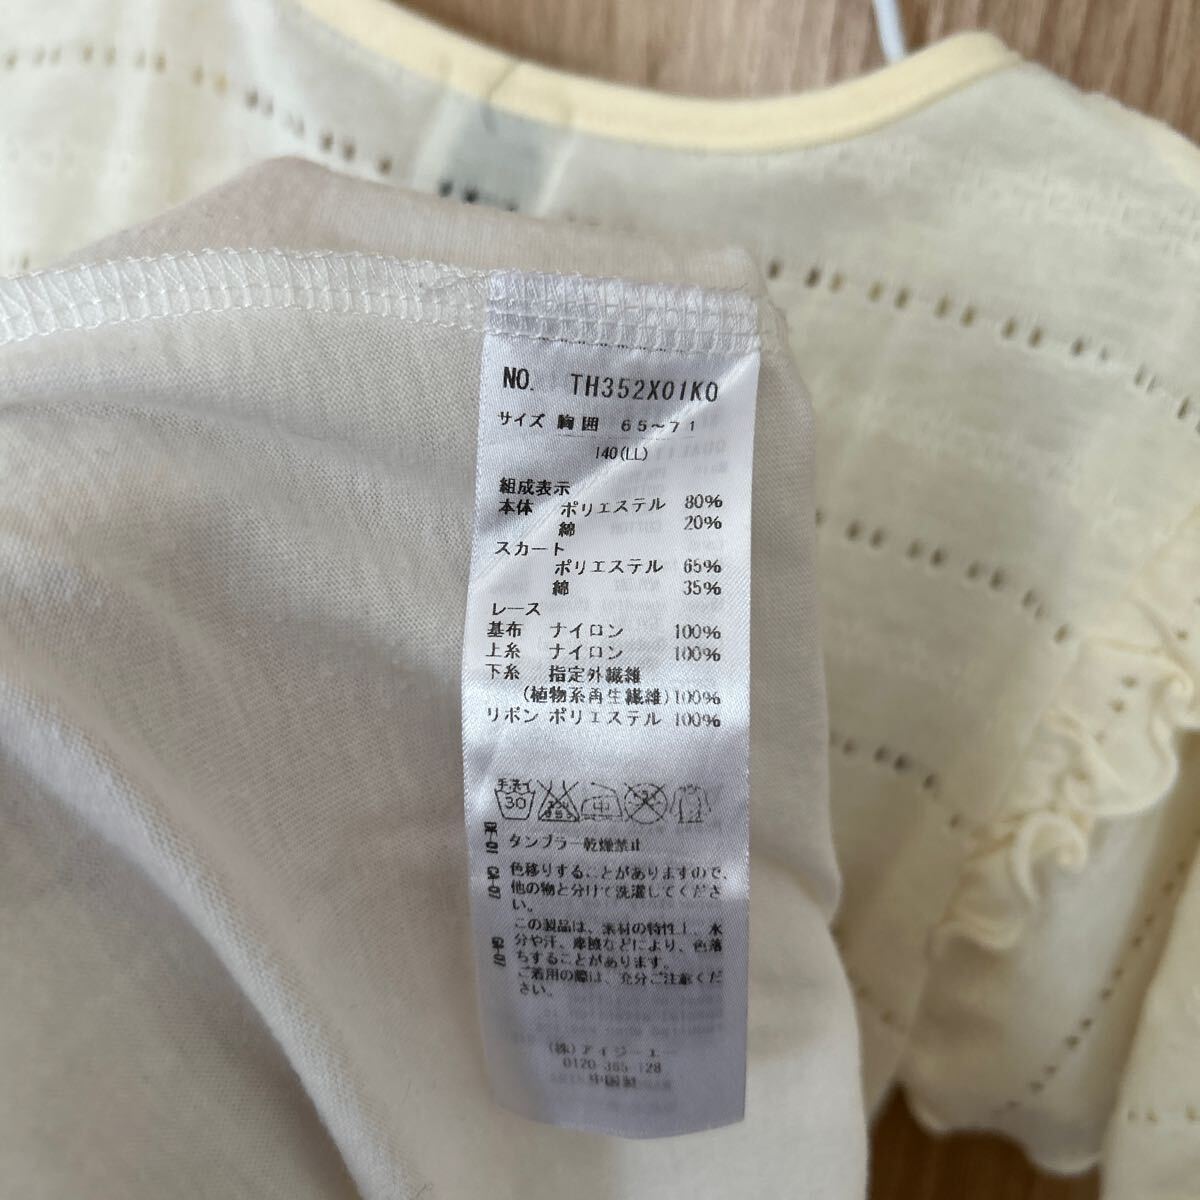 NO. TH352X01K0
サイズ 胸囲 65~71
140(LL)
組成表示
本体 ポリエステル 80%
綿 20%
スカート
ポリエステル 65%
綿 35%
レース
基布 ナイロン 100%
上糸 ナイロン 100%
下糸 指定外繊維
(植物系再生繊維)100%
リボン ポリエステル 100%
手洗イ
30
タンブラー乾燥禁止
色移りすることがありますので、
他の物と分けて洗濯してくださ
い。
この製品は、素材の特性上、水
分や汗、摩擦などにより、色落
ちすることがあります。
ご着用の際は、充分ご注意くだ
さい。
(株)アイジーエー
0120-385-128
中国製